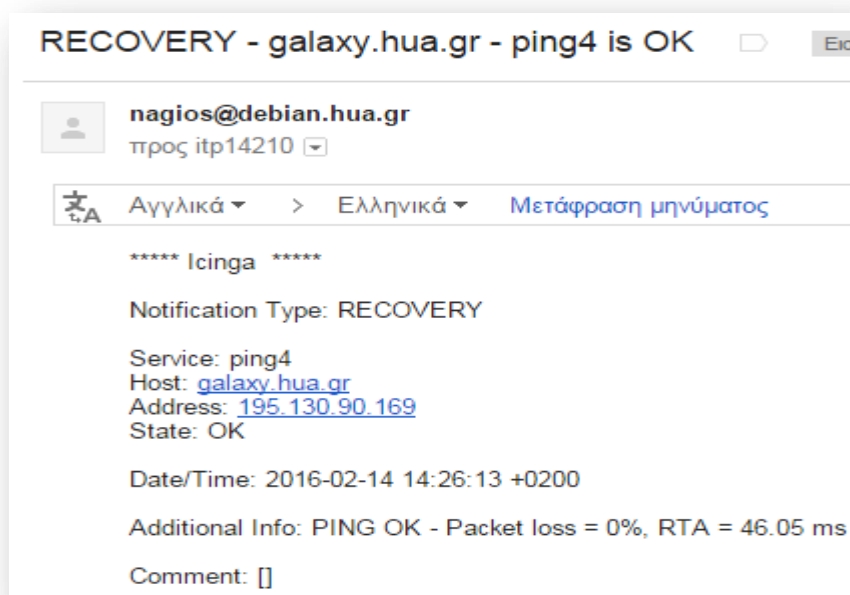 RECOVERY - galaxy.hua.gr - ping4 is OK
nagios@debian.hua.gr
προς itp14210
Αγγλικά > Ελληνικά Μετάφραση μηνύματος
***** Icinga *****
Notification Type: RECOVERY
Service: ping4
Host: galaxy.hua.gr
Address: 195.130.90.169
State: OK
Date/Time: 2016-02-14 14:26:13 +0200
Additional Info: PING OK - Packet loss = 0%, RTA = 46.05 ms
Comment: []